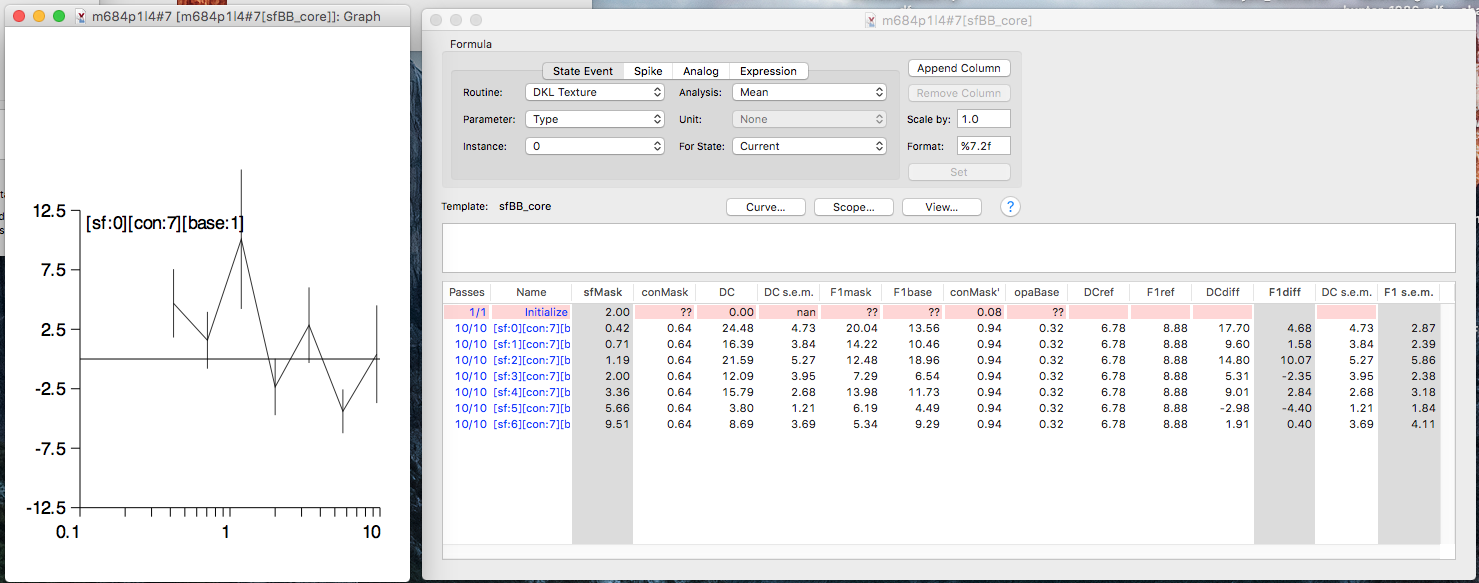 m684p1l4#7 [m684p1l4#7[sfBB_core]]: Graph
12.5
[sf:0][con:7][base:1]
7.5
2.5
-2.5
-7.5
-12.5
0.1 1 10
m684p1l4#7[sfBB_core]
Formula
State Event Spike Analog Expression
Append Column
Routine: DKL Texture Analysis: Mean
Remove Column
Parameter: Type Unit: None
Scale by: 1.0
Instance: 0 For State: Current
Format: %7.2f
Set
Template: sfBB_core Curve... Scope... View... ?
Passes Name sfMask conMask DC DC s.e.m. F1mask F1base conMask' opaBase DCref F1ref DCdiff F1diff DC s.e.m. F1 s.e.m.
1/1 Initialize 2.00 ?? 0.00 nan ?? ?? 0.08 ??
10/10 [sf:0][con:7][b 0.42 0.64 24.48 4.73 20.04 13.56 0.94 0.32 6.78 8.88 17.70 4.68 4.73 2.87
10/10 [sf:1][con:7][b 0.71 0.64 16.39 3.84 14.22 10.46 0.94 0.32 6.78 8.88 9.60 1.58 3.84 2.39
10/10 [sf:2][con:7][b 1.19 0.64 21.59 5.27 12.48 18.96 0.94 0.32 6.78 8.88 14.80 10.07 5.27 5.86
10/10 [sf:3][con:7][b 2.00 0.64 12.09 3.95 7.29 6.54 0.94 0.32 6.78 8.88 5.31 -2.35 3.95 2.38
10/10 [sf:4][con:7][b 3.36 0.64 15.79 2.68 13.98 11.73 0.94 0.32 6.78 8.88 9.01 2.84 2.68 3.18
10/10 [sf:5][con:7][b 5.66 0.64 3.80 1.21 6.19 4.49 0.94 0.32 6.78 8.88 -2.98 -4.40 1.21 1.84
10/10 [sf:6][con:7][b 9.51 0.64 8.69 3.69 5.34 9.29 0.94 0.32 6.78 8.88 1.91 0.40 3.69 4.11